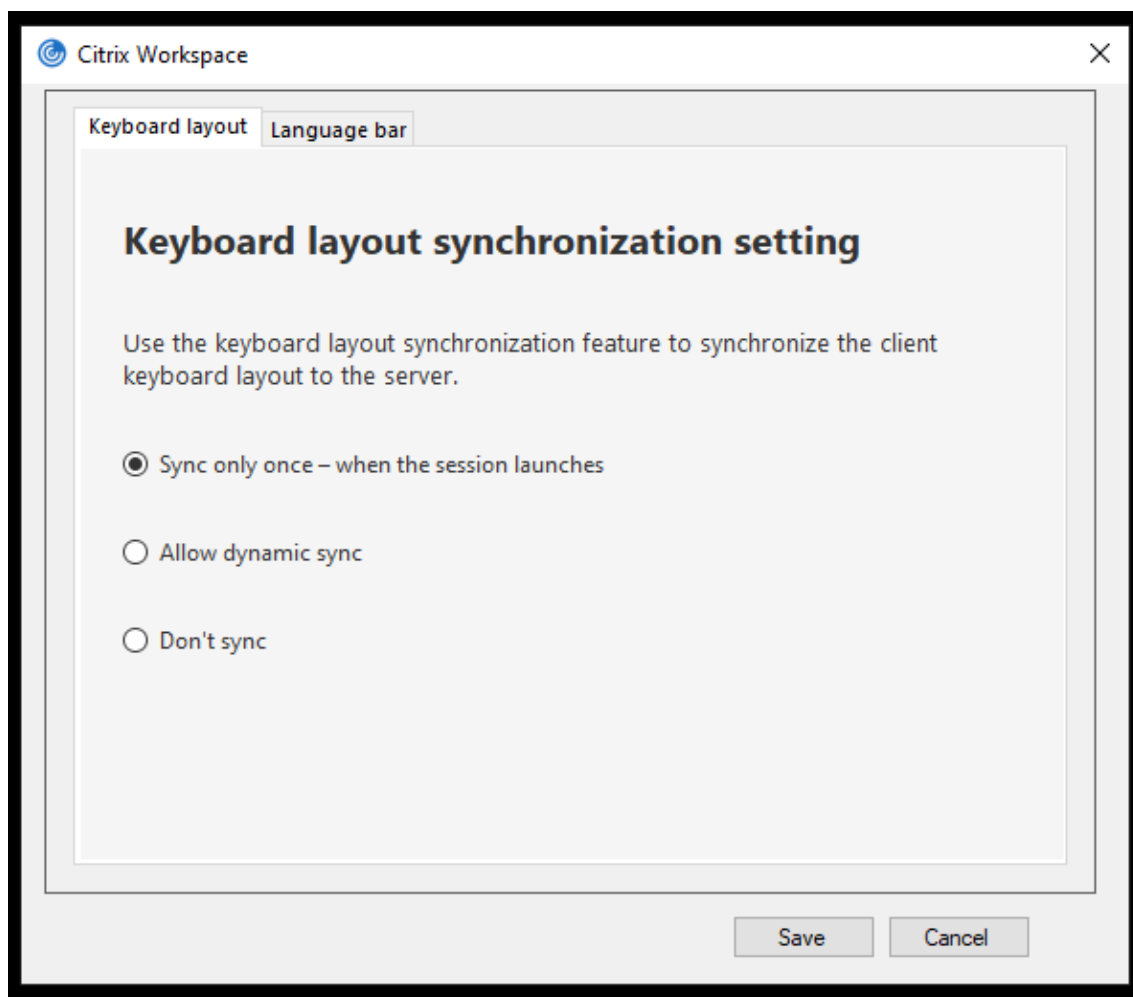 Citrix Workspace
Keyboard layout
Language bar
Keyboard layout synchronization setting
Use the keyboard layout synchronization feature to synchronize the client
keyboard layout to the server.
Sync only once – when the session launches
Allow dynamic sync
Don't sync
Save
Cancel